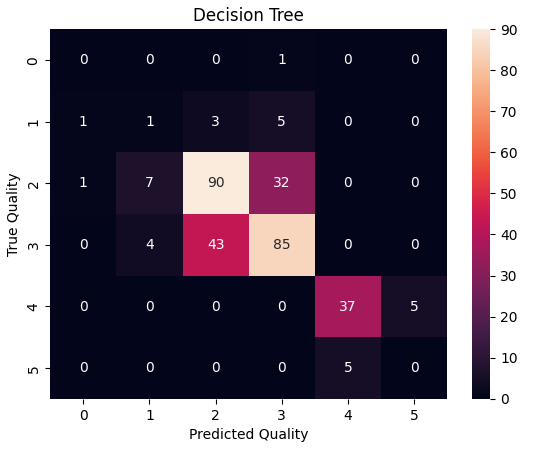 Decision Tree
0 0 0 0 1 0 0
1 1 1 3 5 0 0
2 1 7 90 32 0 0
3 0 4 43 85 0 0
4 0 0 0 0 37 5
5 0 0 0 0 5 0
0 1 2 3 4 5
Predicted Quality
True Quality
90
80
70
60
50
40
30
20
10
0